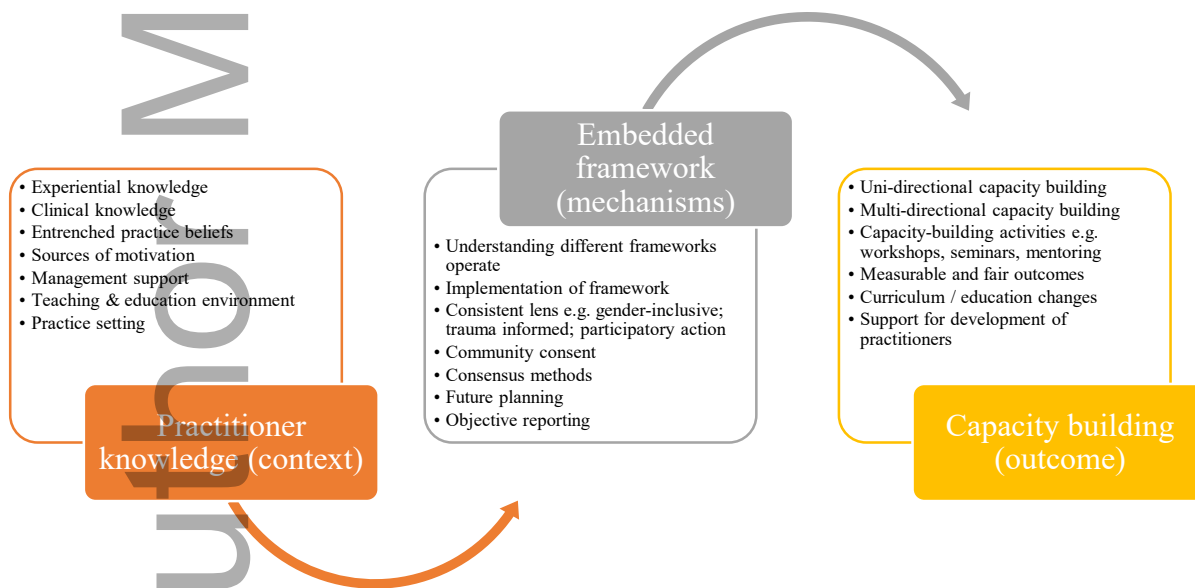 • Experiential knowledge
• Clinical knowledge
• Entrenched practice beliefs
• Sources of motivation
• Management support
• Teaching & education environment
• Practice setting
Practitioner
knowledge (context)
Embedded
framework
(mechanisms)
• Understanding different frameworks
operate
• Implementation of framework
• Consistent lens e.g. gender-inclusive;
trauma informed; participatory action
• Community consent
• Consensus methods
• Future planning
• Objective reporting
• Uni-directional capacity building
• Multi-directional capacity building
• Capacity-building activities e.g.
workshops, seminars, mentoring
• Measurable and fair outcomes
• Curriculum / education changes
• Support for development of
practitioners
Capacity building
(outcome)
uthor M